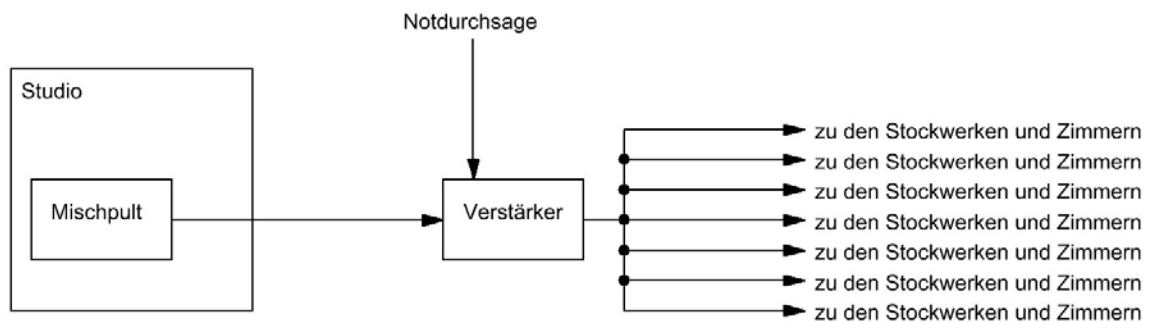 Notdurchsage
Studio
Mischpult
Verstärker
zu den Stockwerken und Zimmern
zu den Stockwerken und Zimmern
zu den Stockwerken und Zimmern
zu den Stockwerken und Zimmern
zu den Stockwerken und Zimmern
zu den Stockwerken und Zimmern
zu den Stockwerken und Zimmern